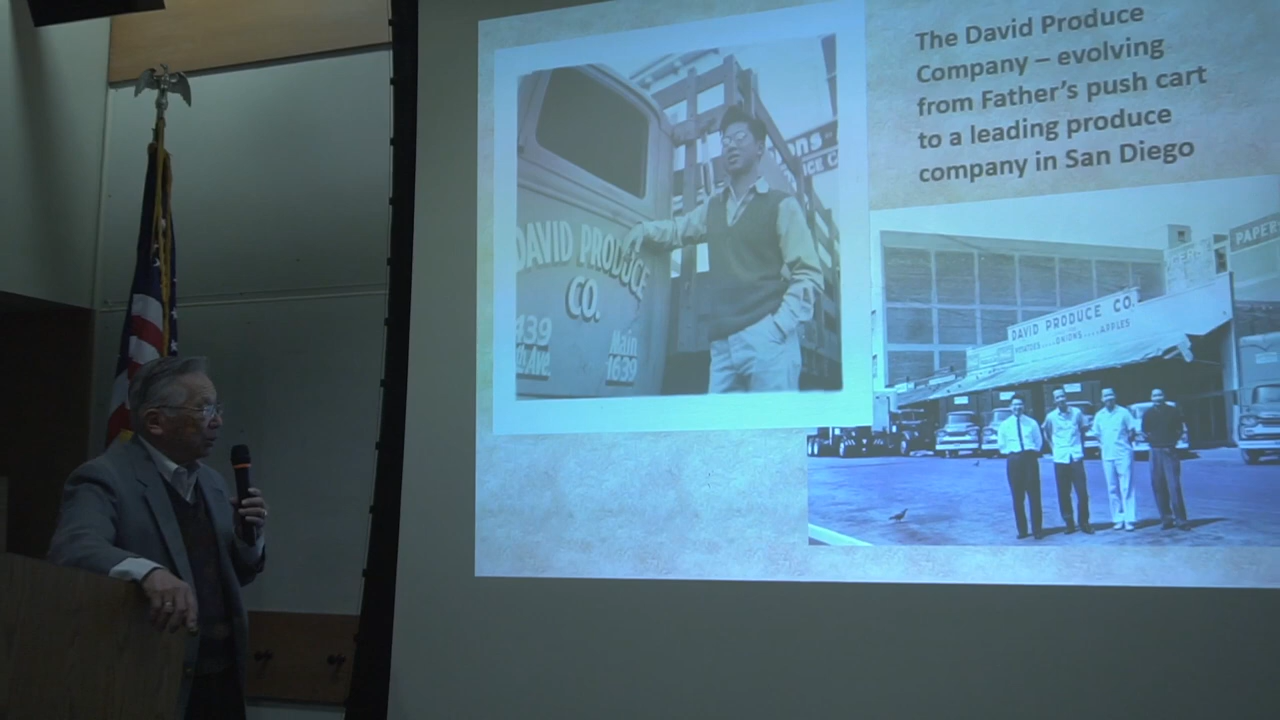 The David Produce
Company – evolving
from Father's push cart
to a leading produce
company in San Diego
DAVID PRODUCE
CO.
Main
1639
DAVID PRODUCE CO.
ONIONS....APPLES
PAPER